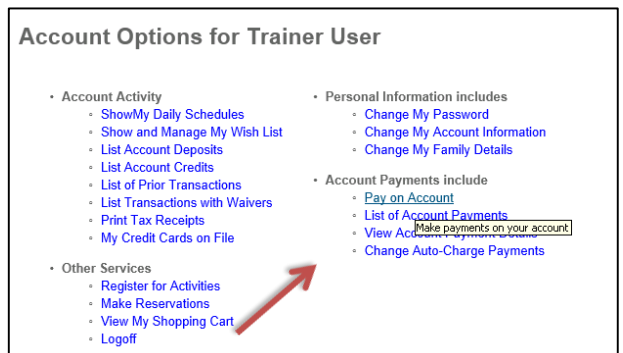 Account Options for Trainer User
• Account Activity
◦ ShowMy Daily Schedules
◦ Show and Manage My Wish List
◦ List Account Deposits
◦ List Account Credits
◦ List of Prior Transactions
◦ List Transactions with Waivers
◦ Print Tax Receipts
◦ My Credit Cards on File
• Other Services
◦ Register for Activities
◦ Make Reservations
◦ View My Shopping Cart
◦ Logoff
• Personal Information includes
◦ Change My Password
◦ Change My Account Information
◦ Change My Family Details
• Account Payments include
◦ Pay on Account
◦ List of Account Payments
Make payments on your account
◦ View Account Payment Details
◦ Change Auto-Charge Payments